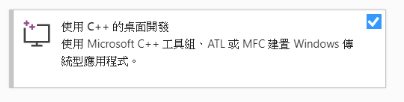 使用 C++ 的桌面開發
使用 Microsoft C++ 工具組、ATL 或 MFC 建置 Windows 傳
統型應用程式。